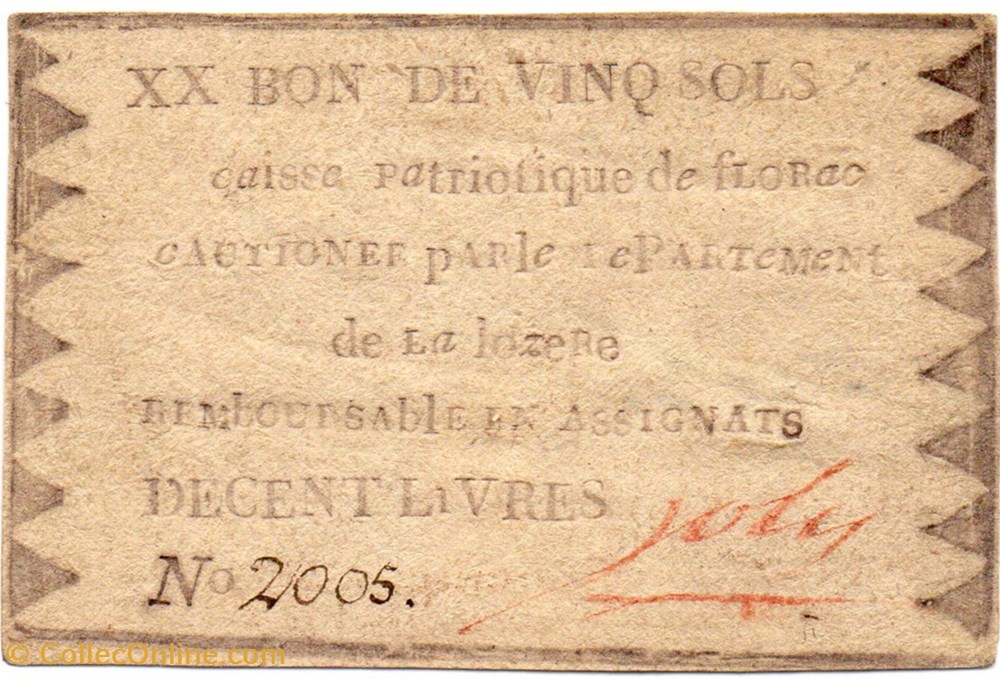 XX BON DE VINQ SOLS
caisse Patriotique de fLORac
CAUTIONEE pARle DePARTeMeNt
de La lozeRe
REMbOURSAble EN ASSIGNATS
DECENT LiVRES
No 2005.
Joly
© CollecOnline.com